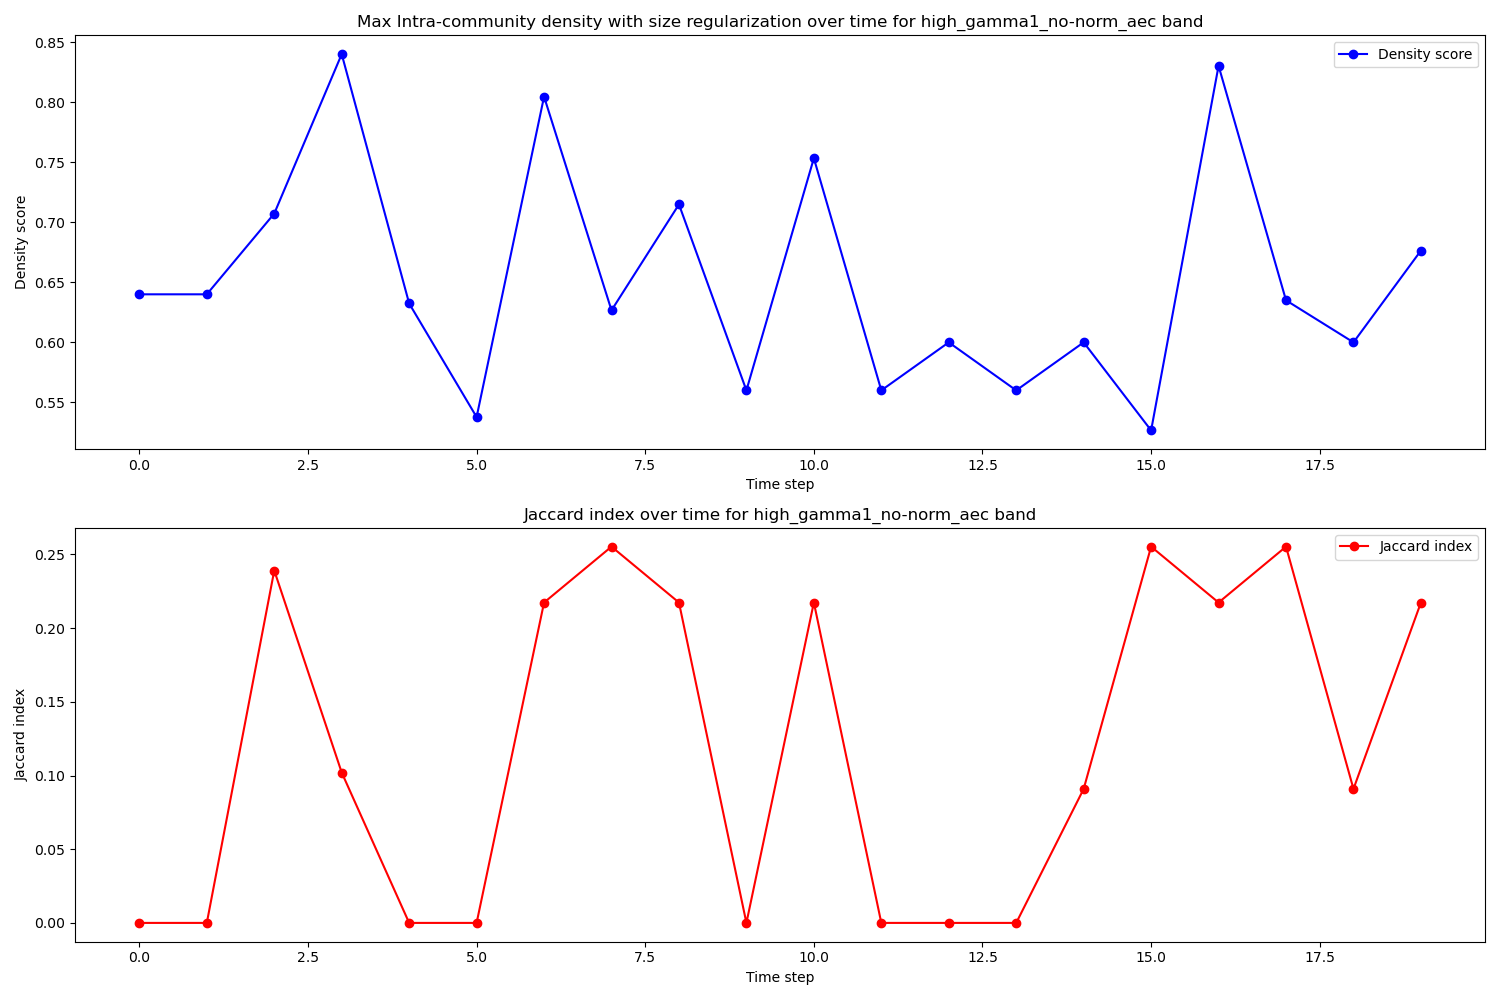 Max Intra-community density with size regularization over time for high_gamma1_no-norm_aec band
Density score
0.85
0.80
0.75
0.70
0.65
0.60
0.55
Density score
0.0 2.5 5.0 7.5 10.0 12.5 15.0 17.5
Time step
Jaccard index over time for high_gamma1_no-norm_aec band
Jaccard index
0.25
0.20
0.15
0.10
0.05
0.00
Jaccard index
0.0 2.5 5.0 7.5 10.0 12.5 15.0 17.5
Time step